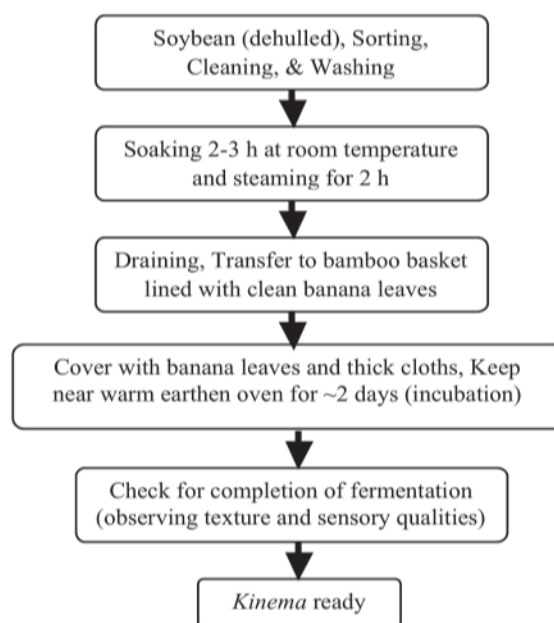 Soybean (dehulled), Sorting,
Cleaning, & Washing
Soaking 2-3 h at room temperature
and steaming for 2 h
Draining, Transfer to bamboo basket
lined with clean banana leaves
Cover with banana leaves and thick cloths, Keep
near warm earthen oven for ~2 days (incubation)
Check for completion of fermentation
(observing texture and sensory qualities)
Kinema ready